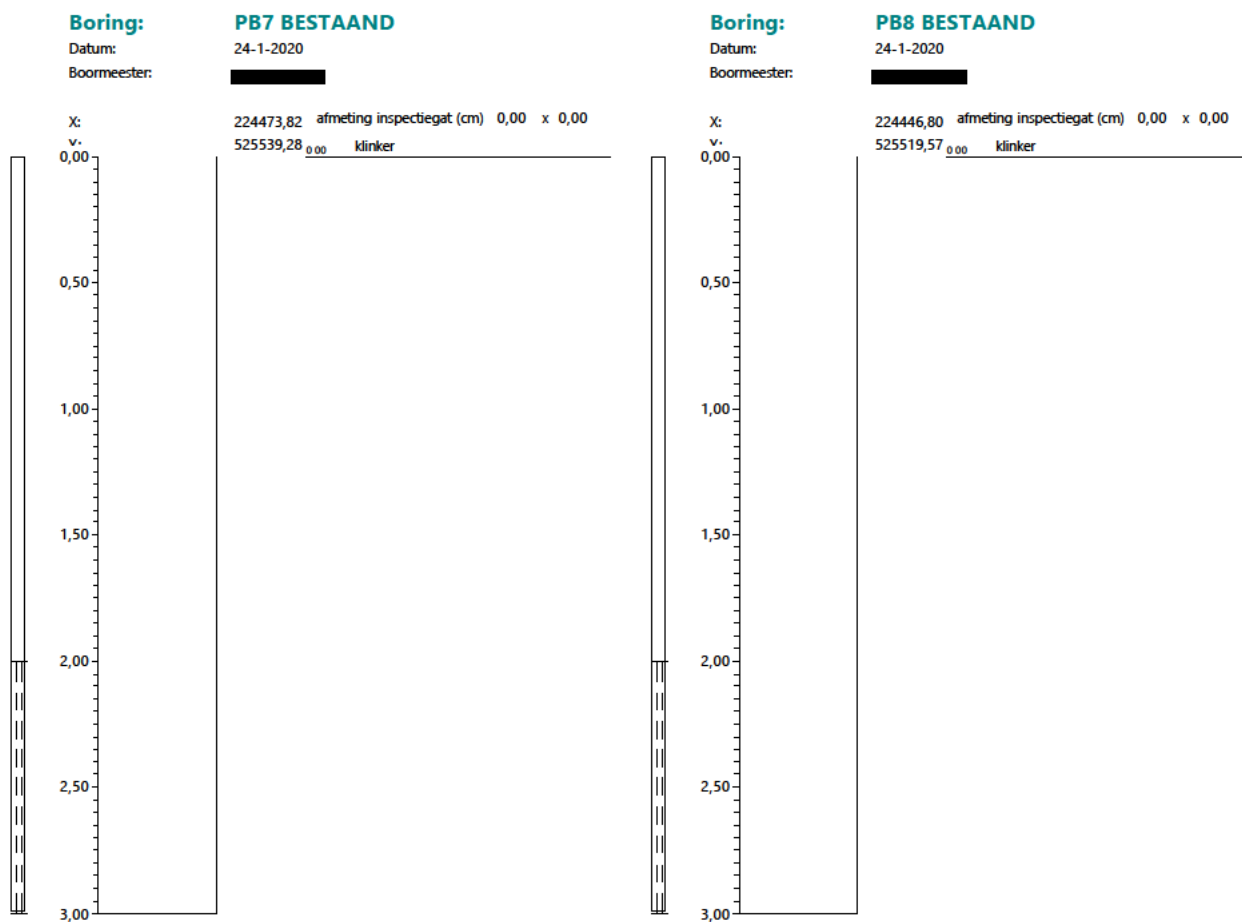 Boring: PB7 BESTAAND
Datum: 24-1-2020
Boormeester:
X: 224473,82 afmeting inspectiegat (cm) 0,00 x 0,00
Y: 525539,28 0 00 klinker
0,00
0,50
1,00
1,50
2,00
2,50
3,00
Boring: PB8 BESTAAND
Datum: 24-1-2020
Boormeester:
X: 224446,80 afmeting inspectiegat (cm) 0,00 x 0,00
Y: 525519,57 0 00 klinker
0,00
0,50
1,00
1,50
2,00
2,50
3,00